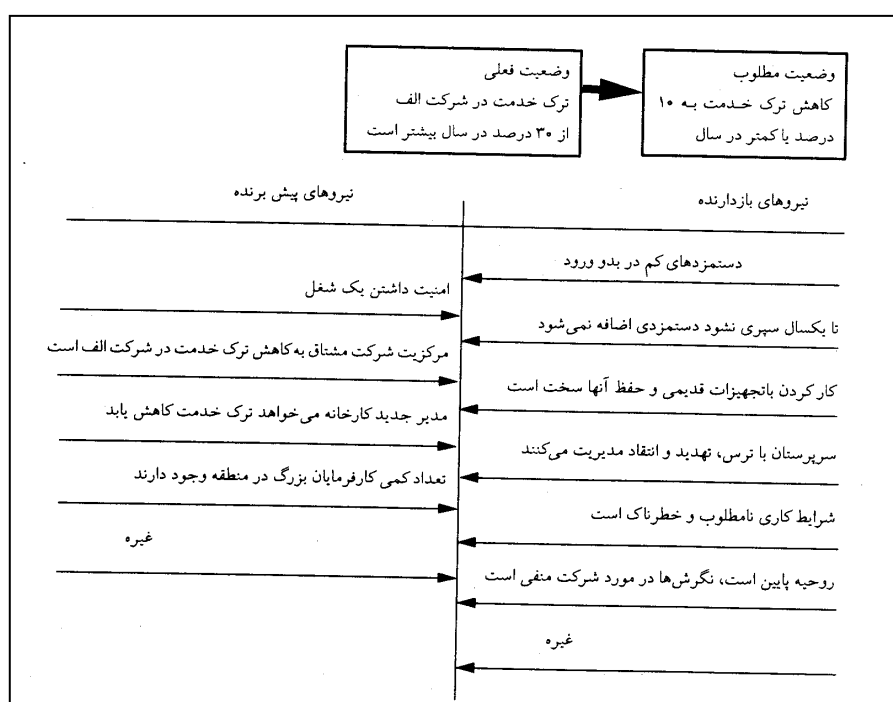 وضعیت مطلوب
کاهش ترک خدمت به ۱۰
درصد یا کمتر در سال
وضعیت فعلی
ترک خدمت در شرکت الف
از ۳۰ درصد در سال بیشتر است
نیروهای بازدارنده
نیروهای پیش برنده
دستمزدهای کم در بدو ورود
امنیت داشتن یک شغل
تا یکسال سپری نشود دستمزدی اضافه نمی‌شود
مرکزیت شرکت مشتاق به کاهش ترک خدمت در شرکت الف است
کار کردن باتجهیزات قدیمی و حفظ آنها سخت است
مدیر جدید کارخانه می‌خواهد ترک خدمت کاهش یابد
سرپرستان با ترس، تهدید و انتقاد مدیریت می‌کنند
تعداد کمی کارفرمایان بزرگ در منطقه وجود دارند
شرایط کاری نامطلوب و خطرناک است
غیره
روحیه پایین است، نگرش‌ها در مورد شرکت منفی است
غیره